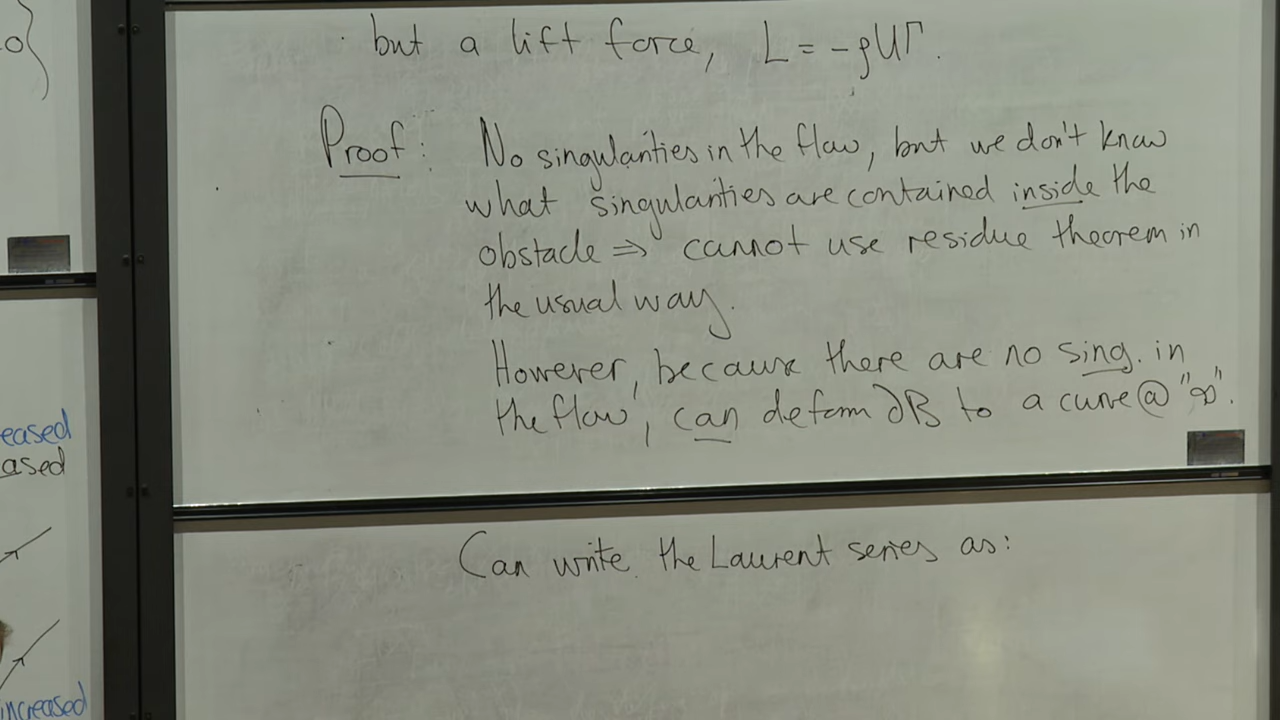 but a lift force, L = -ρUΓ.
Proof: No singularities in the flow, but we don't know
what singularities are contained inside the
obstacle ⇒ cannot use residue theorem in
the usual way.
However, because there are no sing. in
the flow, can deform ∂B to a curve @ "∞".
Can write the Laurent series as:
eased
ased
increased